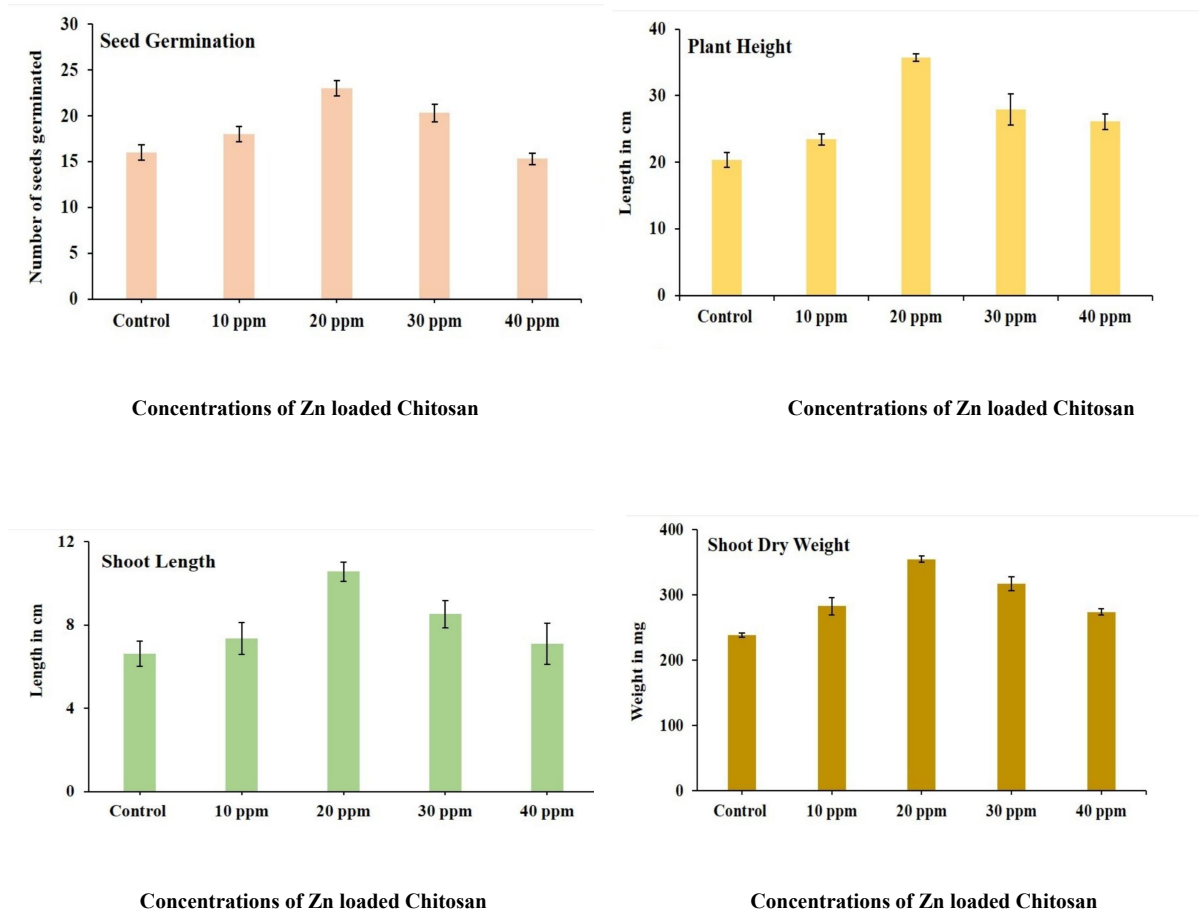 Seed Germination
Number of seeds germinated
30
25
20
15
10
5
0
Control 10 ppm 20 ppm 30 ppm 40 ppm
Concentrations of Zn loaded Chitosan
Plant Height
Length in cm
40
30
20
10
0
Control 10 ppm 20 ppm 30 ppm 40 ppm
Concentrations of Zn loaded Chitosan
Shoot Length
Length in cm
12
8
4
0
Control 10 ppm 20 ppm 30 ppm 40 ppm
Concentrations of Zn loaded Chitosan
Shoot Dry Weight
Weight in mg
400
300
200
100
0
Control 10 ppm 20 ppm 30 ppm 40 ppm
Concentrations of Zn loaded Chitosan